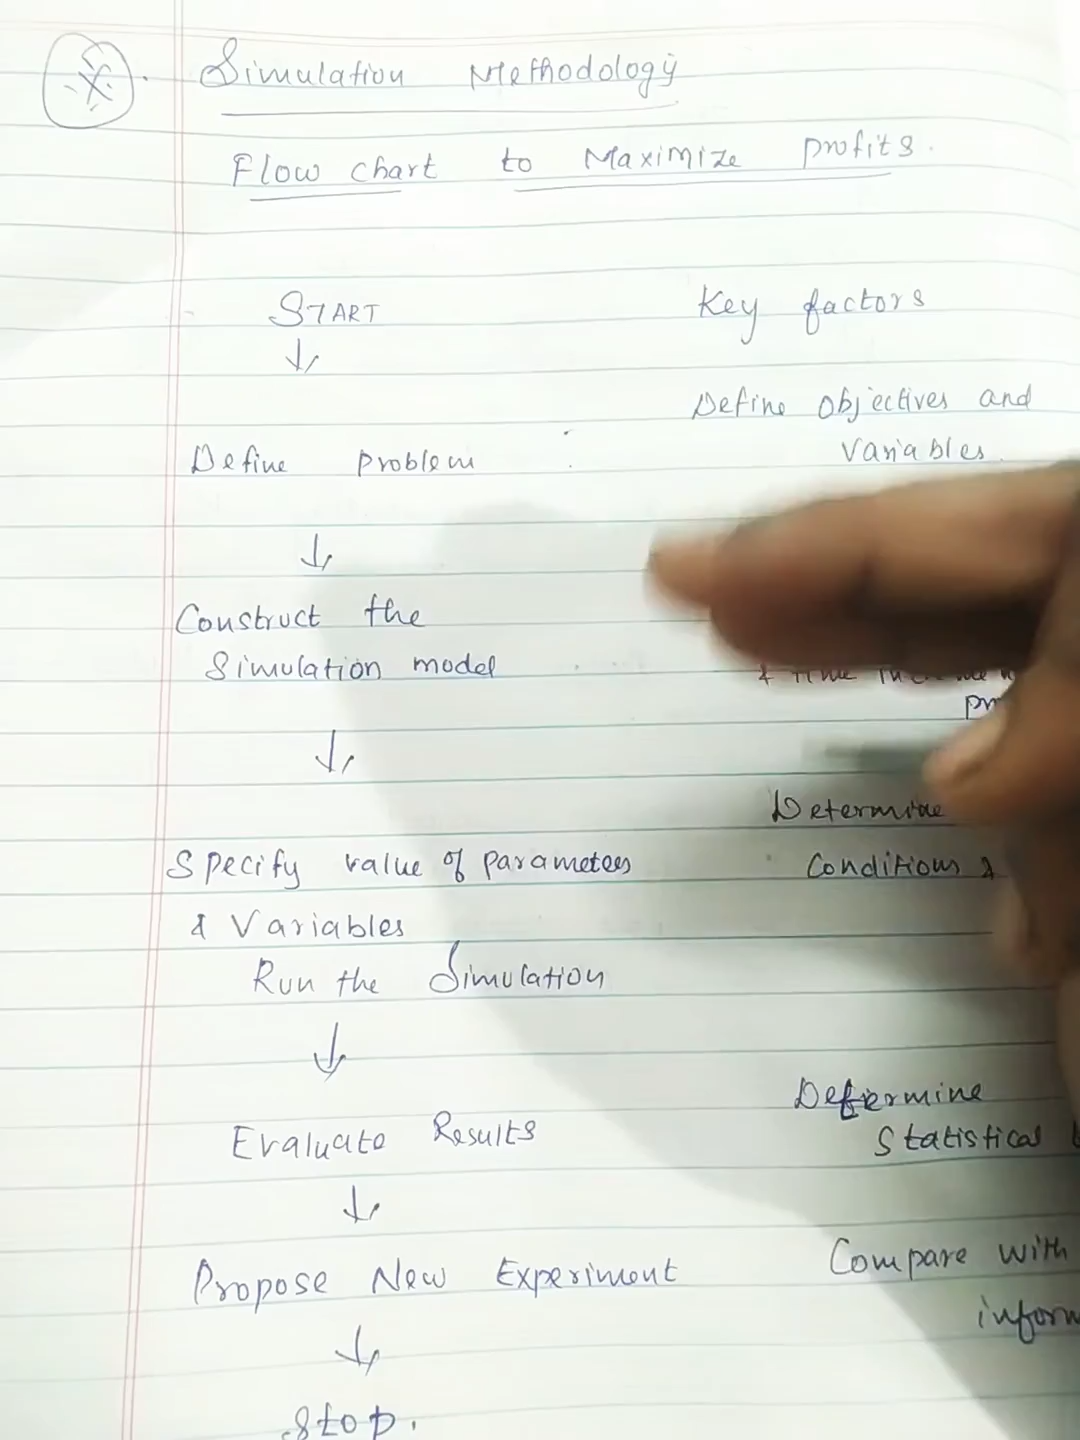 Simulation Methodology
Flow chart to Maximize profits.
START
Key factors
↓
Define objectives and
Variables.
Define problem
↓
Construct the
Simulation model
& Time
↓
Determine
Specify value of parameters
Conditions &
& Variables
Run the Simulation
↓
Determine
Evaluate Results
Statistical
↓
Compare with
Propose New Experiment
↓
Stop.